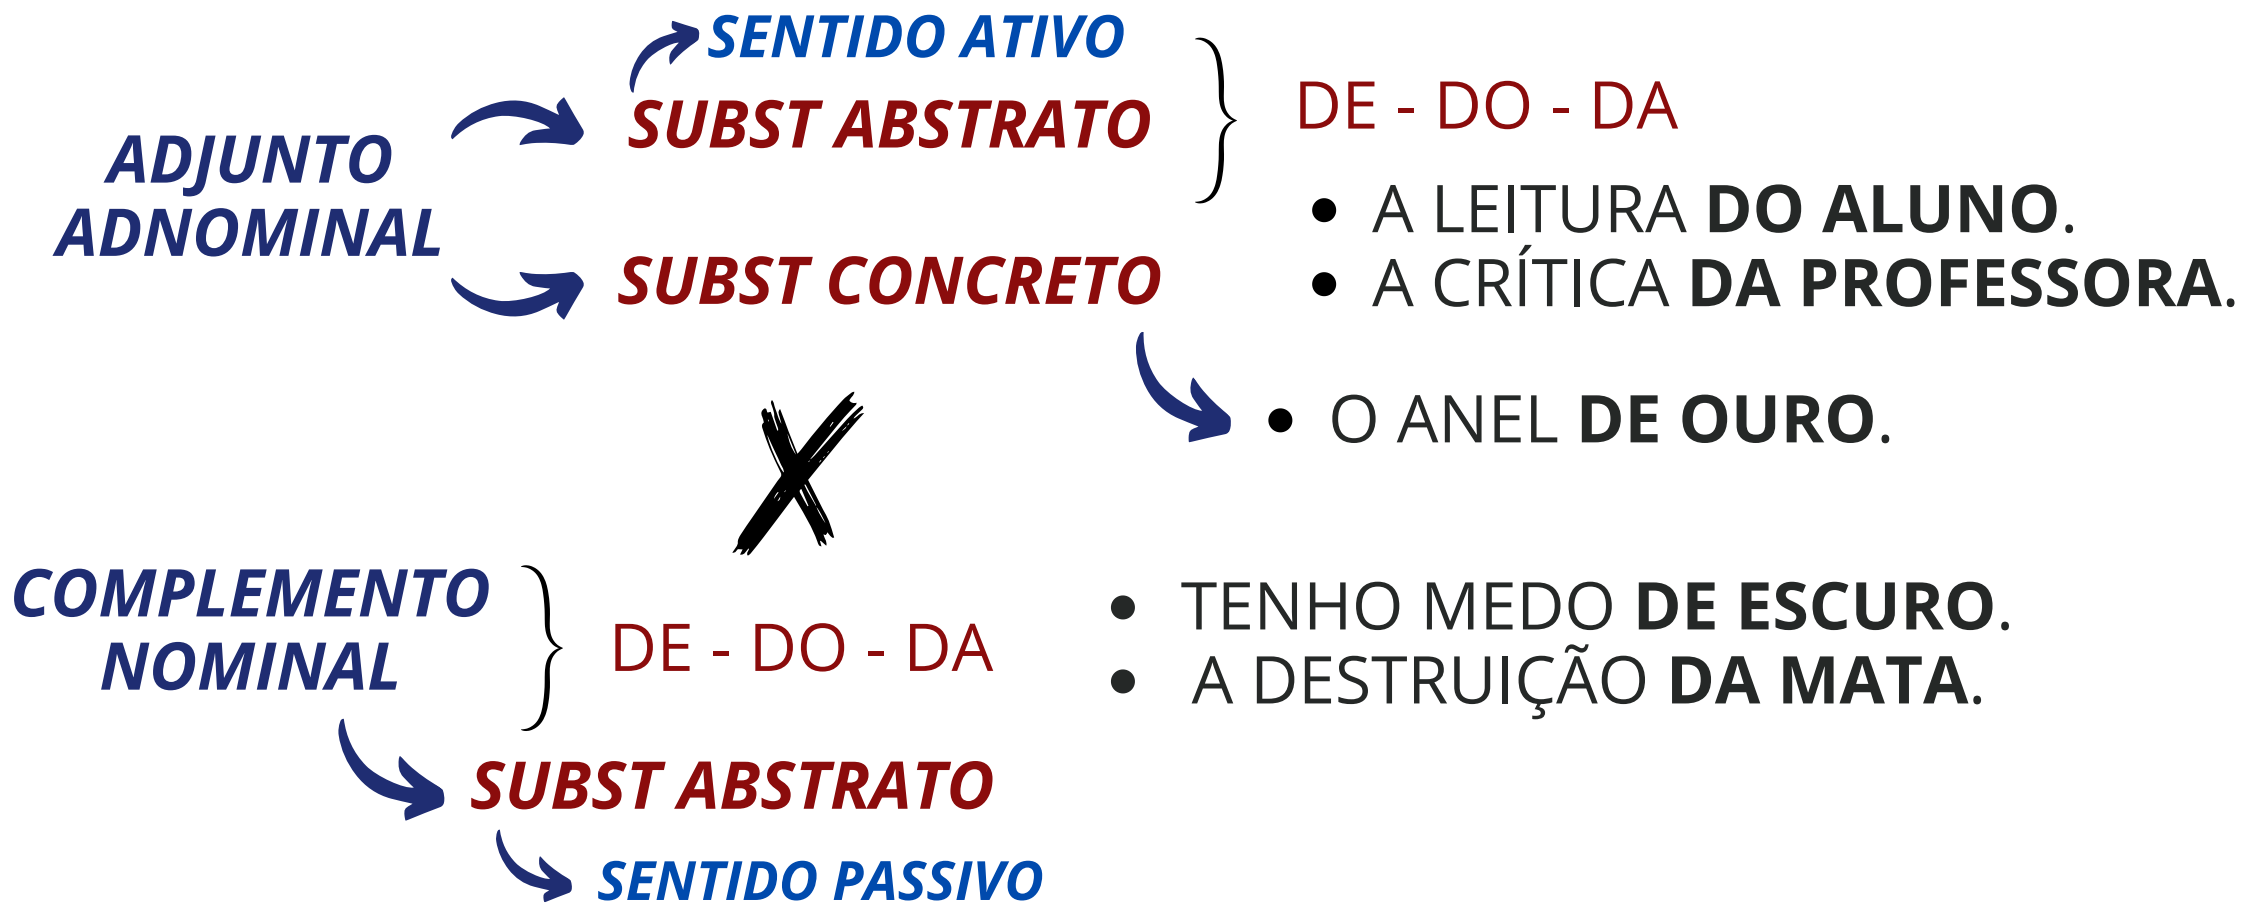 SENTIDO ATIVO
SUBST ABSTRATO
DE - DO - DA
ADJUNTO
ADNOMINAL
• A LEITURA DO ALUNO.
• A CRÍTICA DA PROFESSORA.
SUBST CONCRETO
• O ANEL DE OURO.
X
COMPLEMENTO
NOMINAL
DE - DO - DA
• TENHO MEDO DE ESCURO.
• A DESTRUIÇÃO DA MATA.
SUBST ABSTRATO
SENTIDO PASSIVO